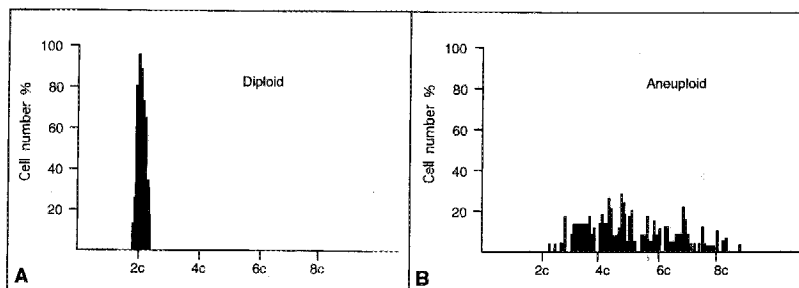 100
80
60
40
20
Cell number %
Diploid
2c 4c 6c 8c
A
100
80
60
40
20
Cell number %
Aneuploid
2c 4c 6c 8c
B